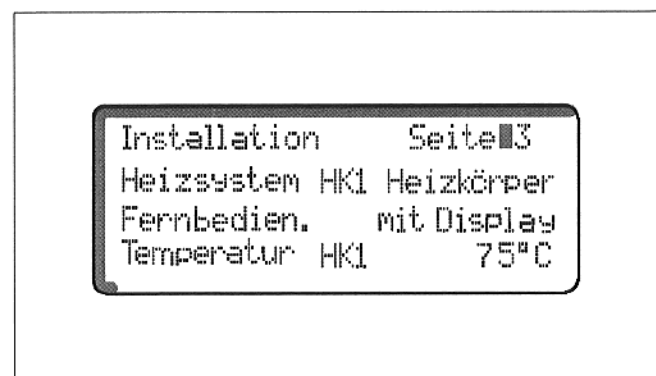 Installation Seite 3
Heizsystem HK1 Heizkörper
Fernbedien. mit Display
Temperatur HK1 75°C